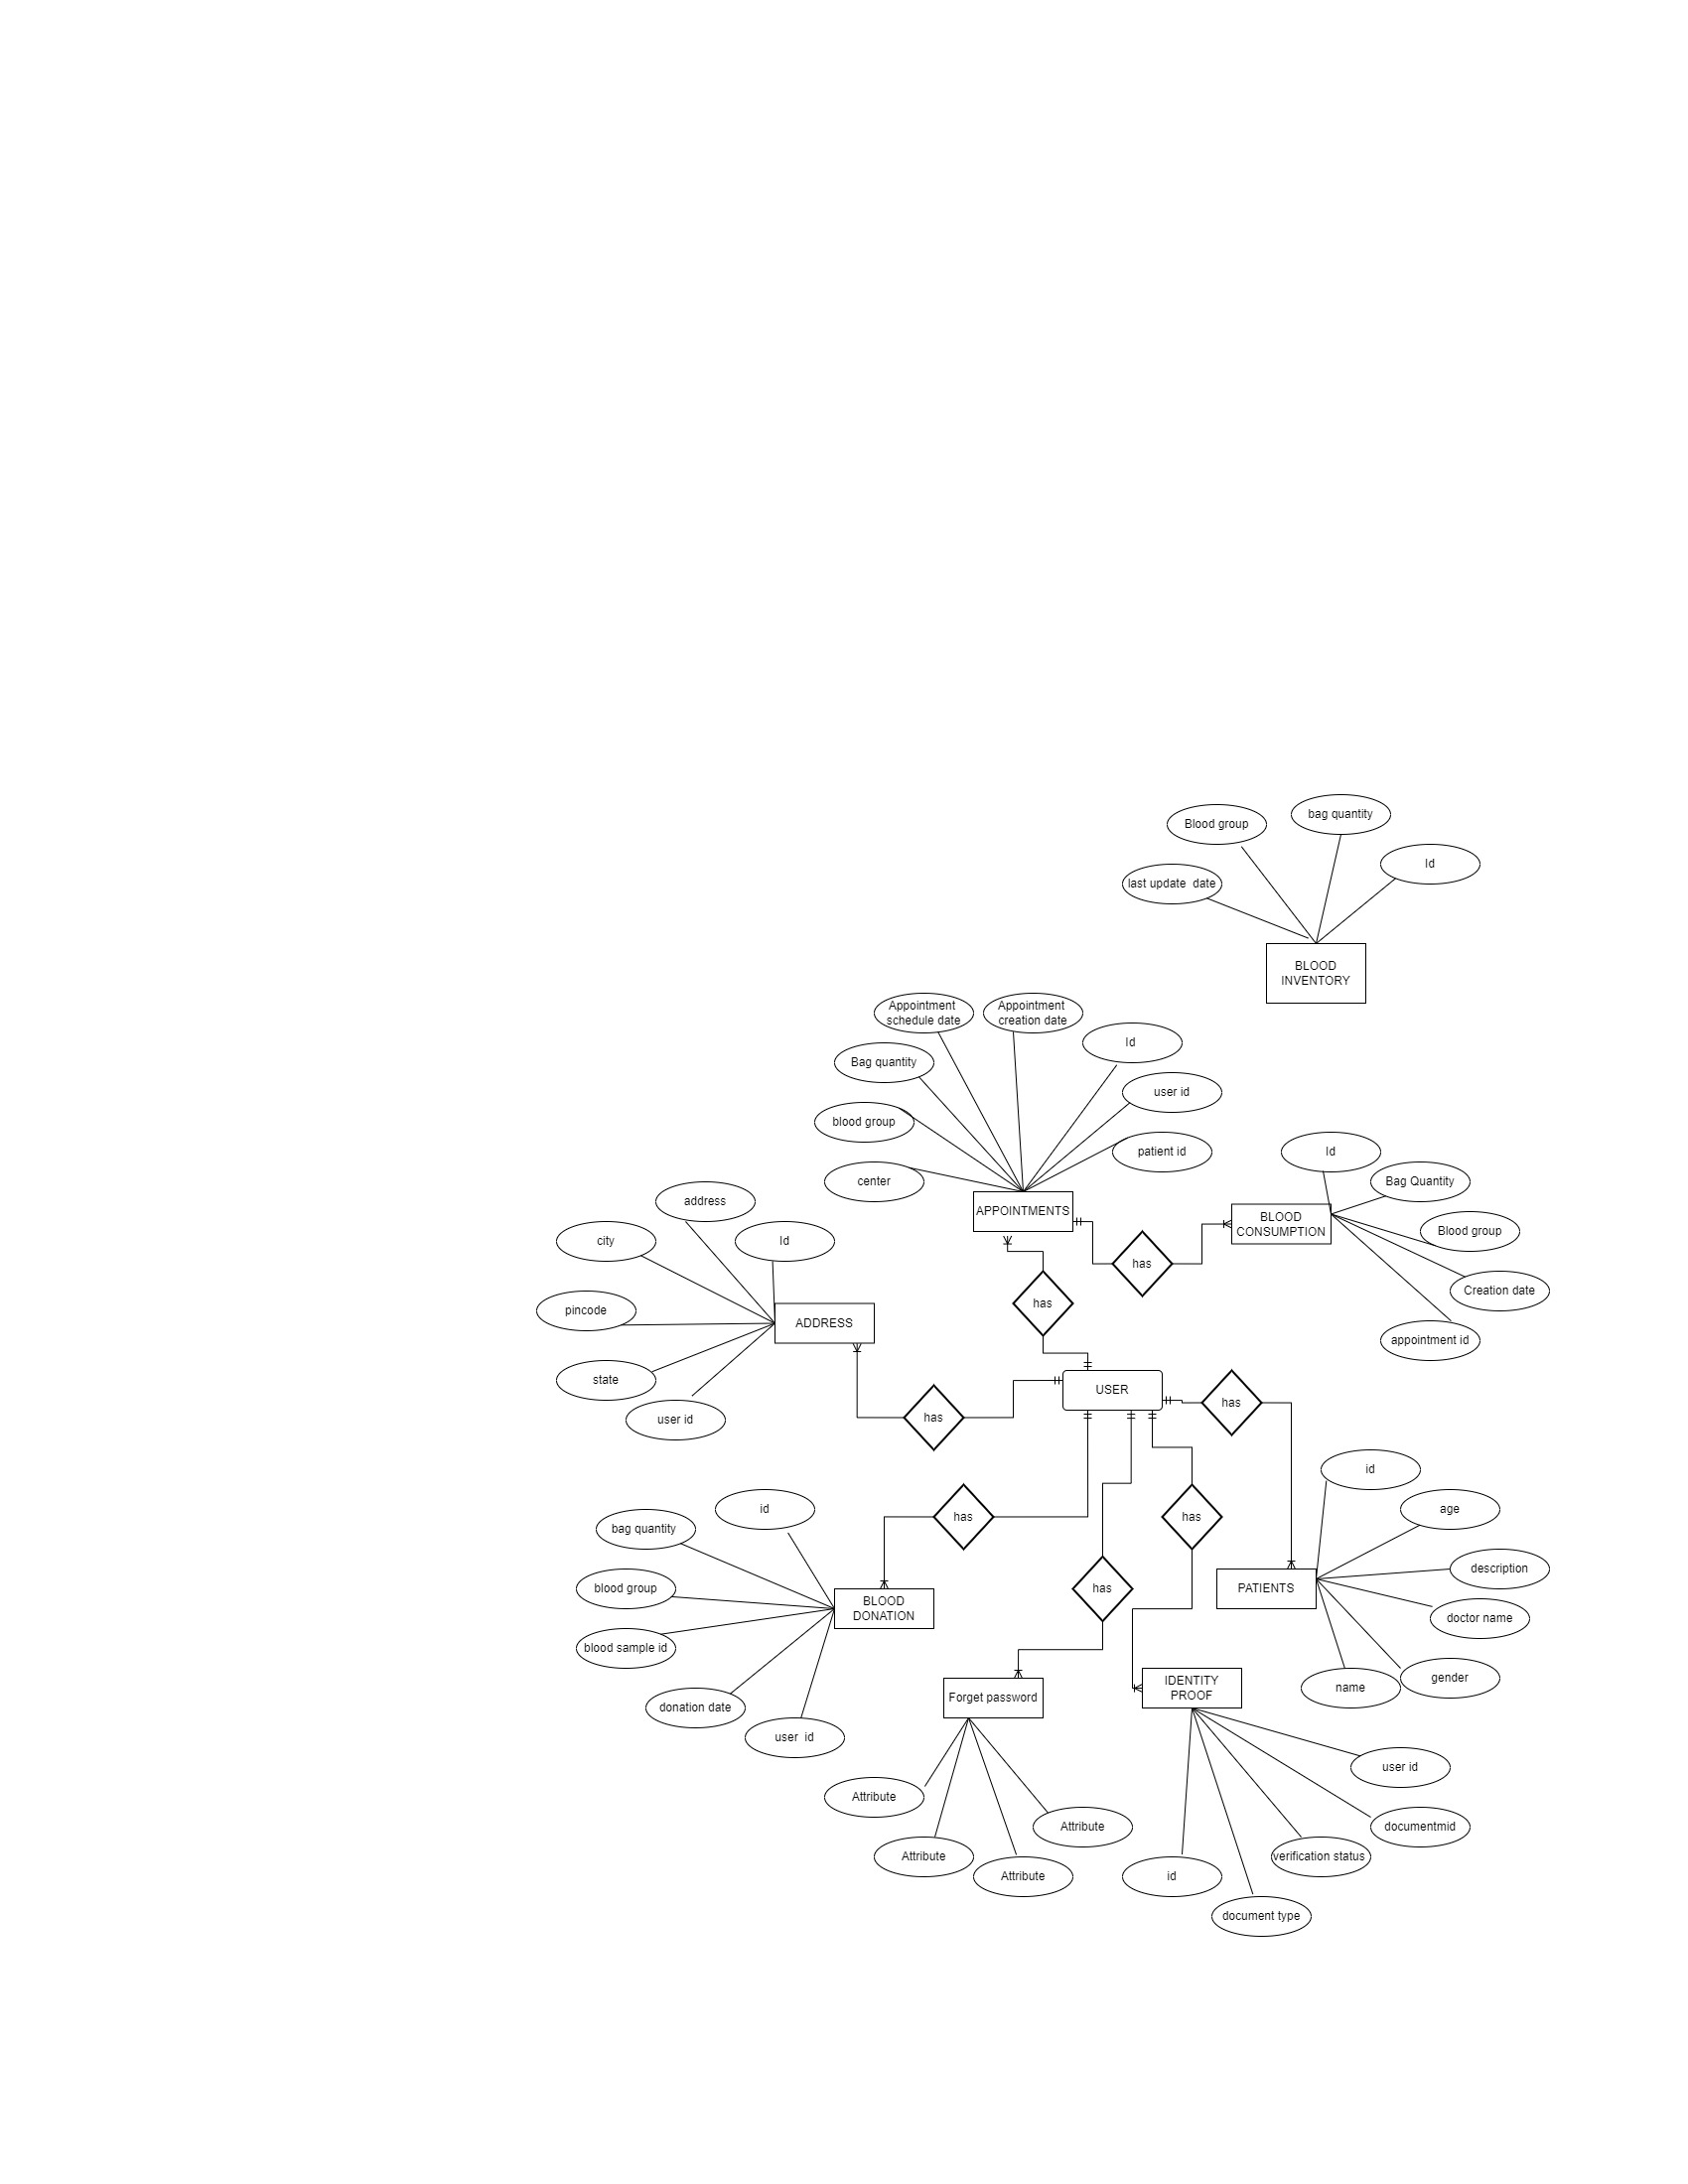 bag quantity
Blood group
Id
last update  date
BLOOD
INVENTORY
Appointment
schedule date
Appointment
creation date
Id
Bag quantity
user id
blood group
patient id
center
Id
Bag Quantity
address
APPOINTMENTS
BLOOD
CONSUMPTION
Blood group
city
Id
has
Creation date
pincode
has
ADDRESS
appointment id
state
USER
has
has
user id
id
id
age
bag quantity
has
has
description
blood group
has
PATIENTS
BLOOD
DONATION
doctor name
blood sample id
gender
IDENTITY
PROOF
name
Forget password
donation date
user  id
user id
Attribute
Attribute
documentmid
Attribute
verification status
Attribute
id
document type